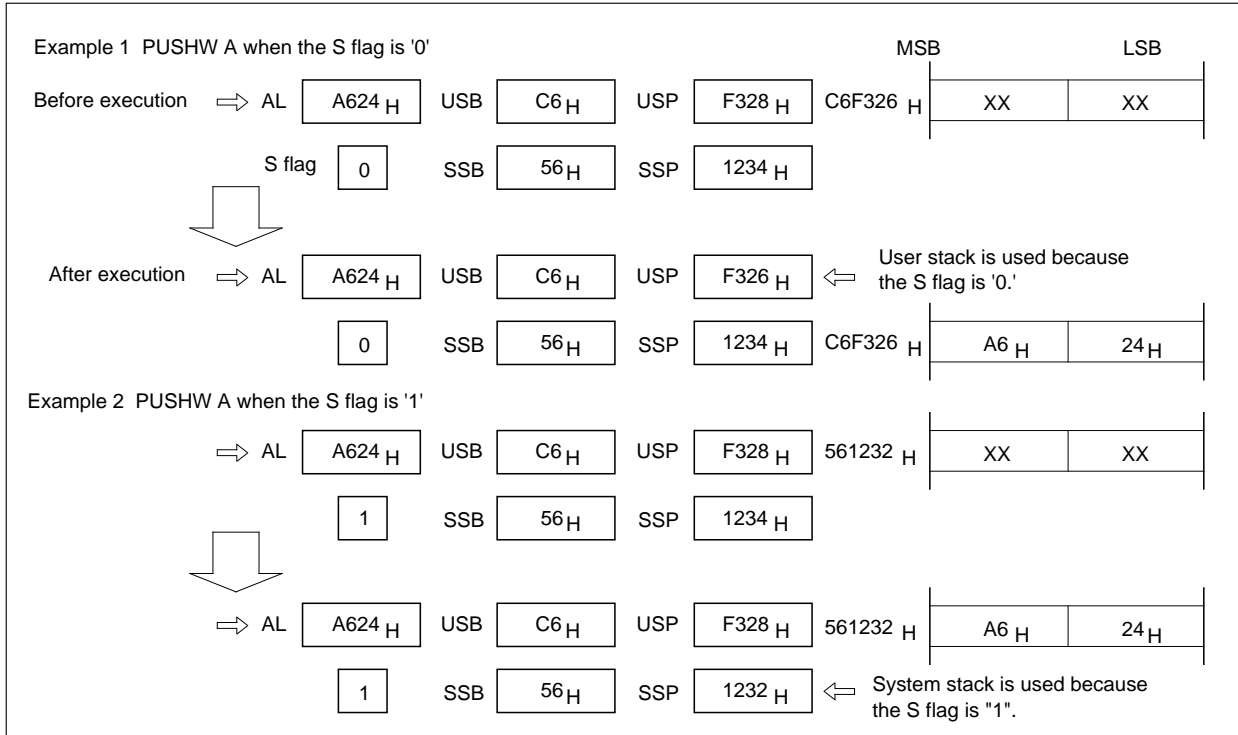 Example 1 PUSHW A when the S flag is '0'
MSB LSB
Before execution AL A624 H USB C6 H USP F328 H C6F326 H XX XX
S flag 0 SSB 56 H SSP 1234 H
After execution AL A624 H USB C6 H USP F326 H User stack is used because
the S flag is '0.'
0 SSB 56 H SSP 1234 H C6F326 H A6 H 24 H
Example 2 PUSHW A when the S flag is '1'
AL A624 H USB C6 H USP F328 H 561232 H XX XX
1 SSB 56 H SSP 1234 H
AL A624 H USB C6 H USP F328 H 561232 H A6 H 24 H
1 SSB 56 H SSP 1232 H System stack is used because
the S flag is "1".